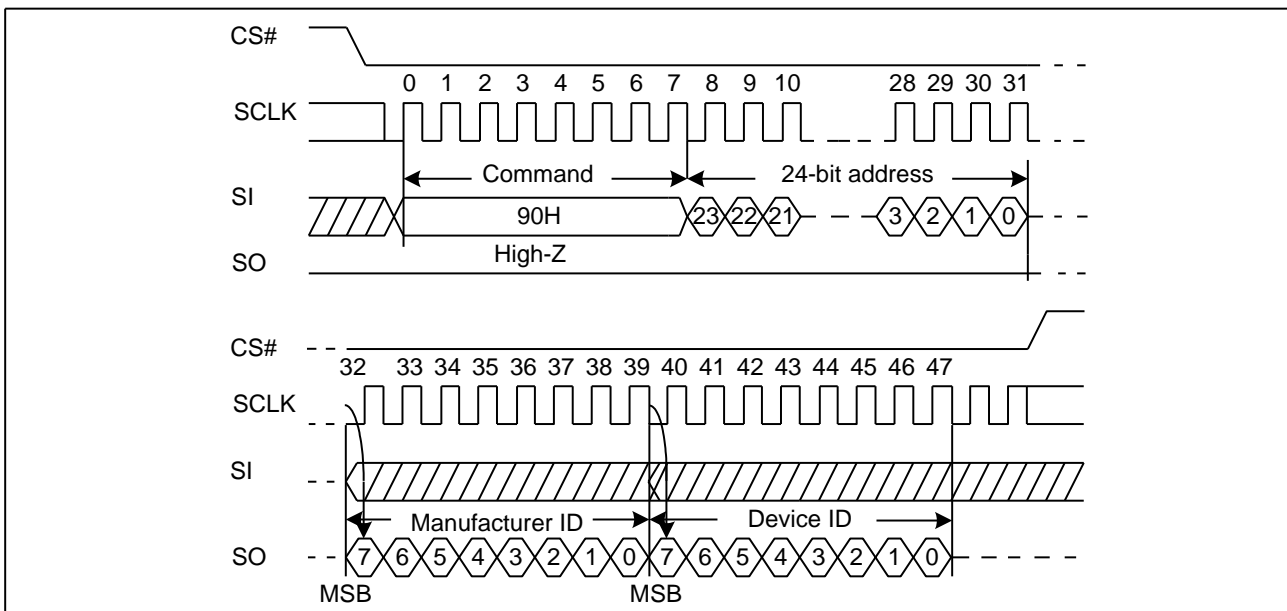 CS#
0 1 2 3 4 5 6 7 8 9 10 28 29 30 31
SCLK
Command 24-bit address
SI
90H 23 22 21 3 2 1 0
High-Z
SO
CS#
32 33 34 35 36 37 38 39 40 41 42 43 44 45 46 47
SCLK
SI
Manufacturer ID Device ID
SO 7 6 5 4 3 2 1 0 7 6 5 4 3 2 1 0
MSB MSB